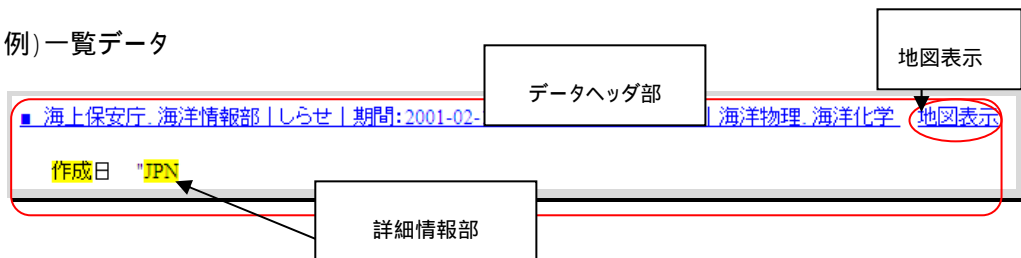 例)一覧データ
地図表示
データヘッダ部
■ 海上保安庁. 海洋情報部 | しらせ | 期間:2001-02- | 海洋物理. 海洋化学 地図表示
作成日 "JPN
詳細情報部